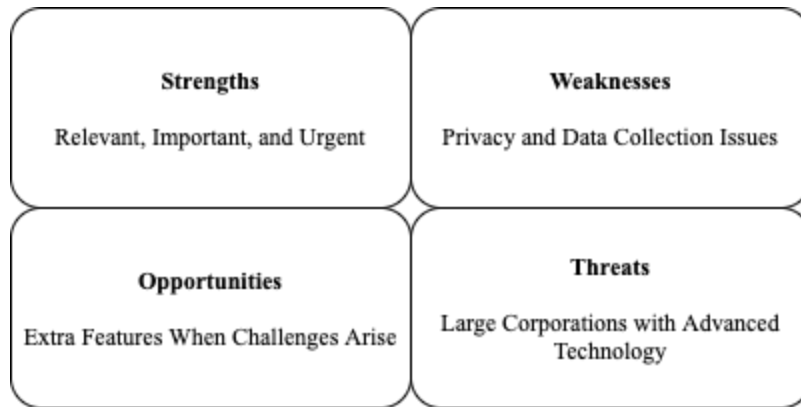 Strengths
Relevant, Important, and Urgent
Weaknesses
Privacy and Data Collection Issues
Opportunities
Extra Features When Challenges Arise
Threats
Large Corporations with Advanced
Technology